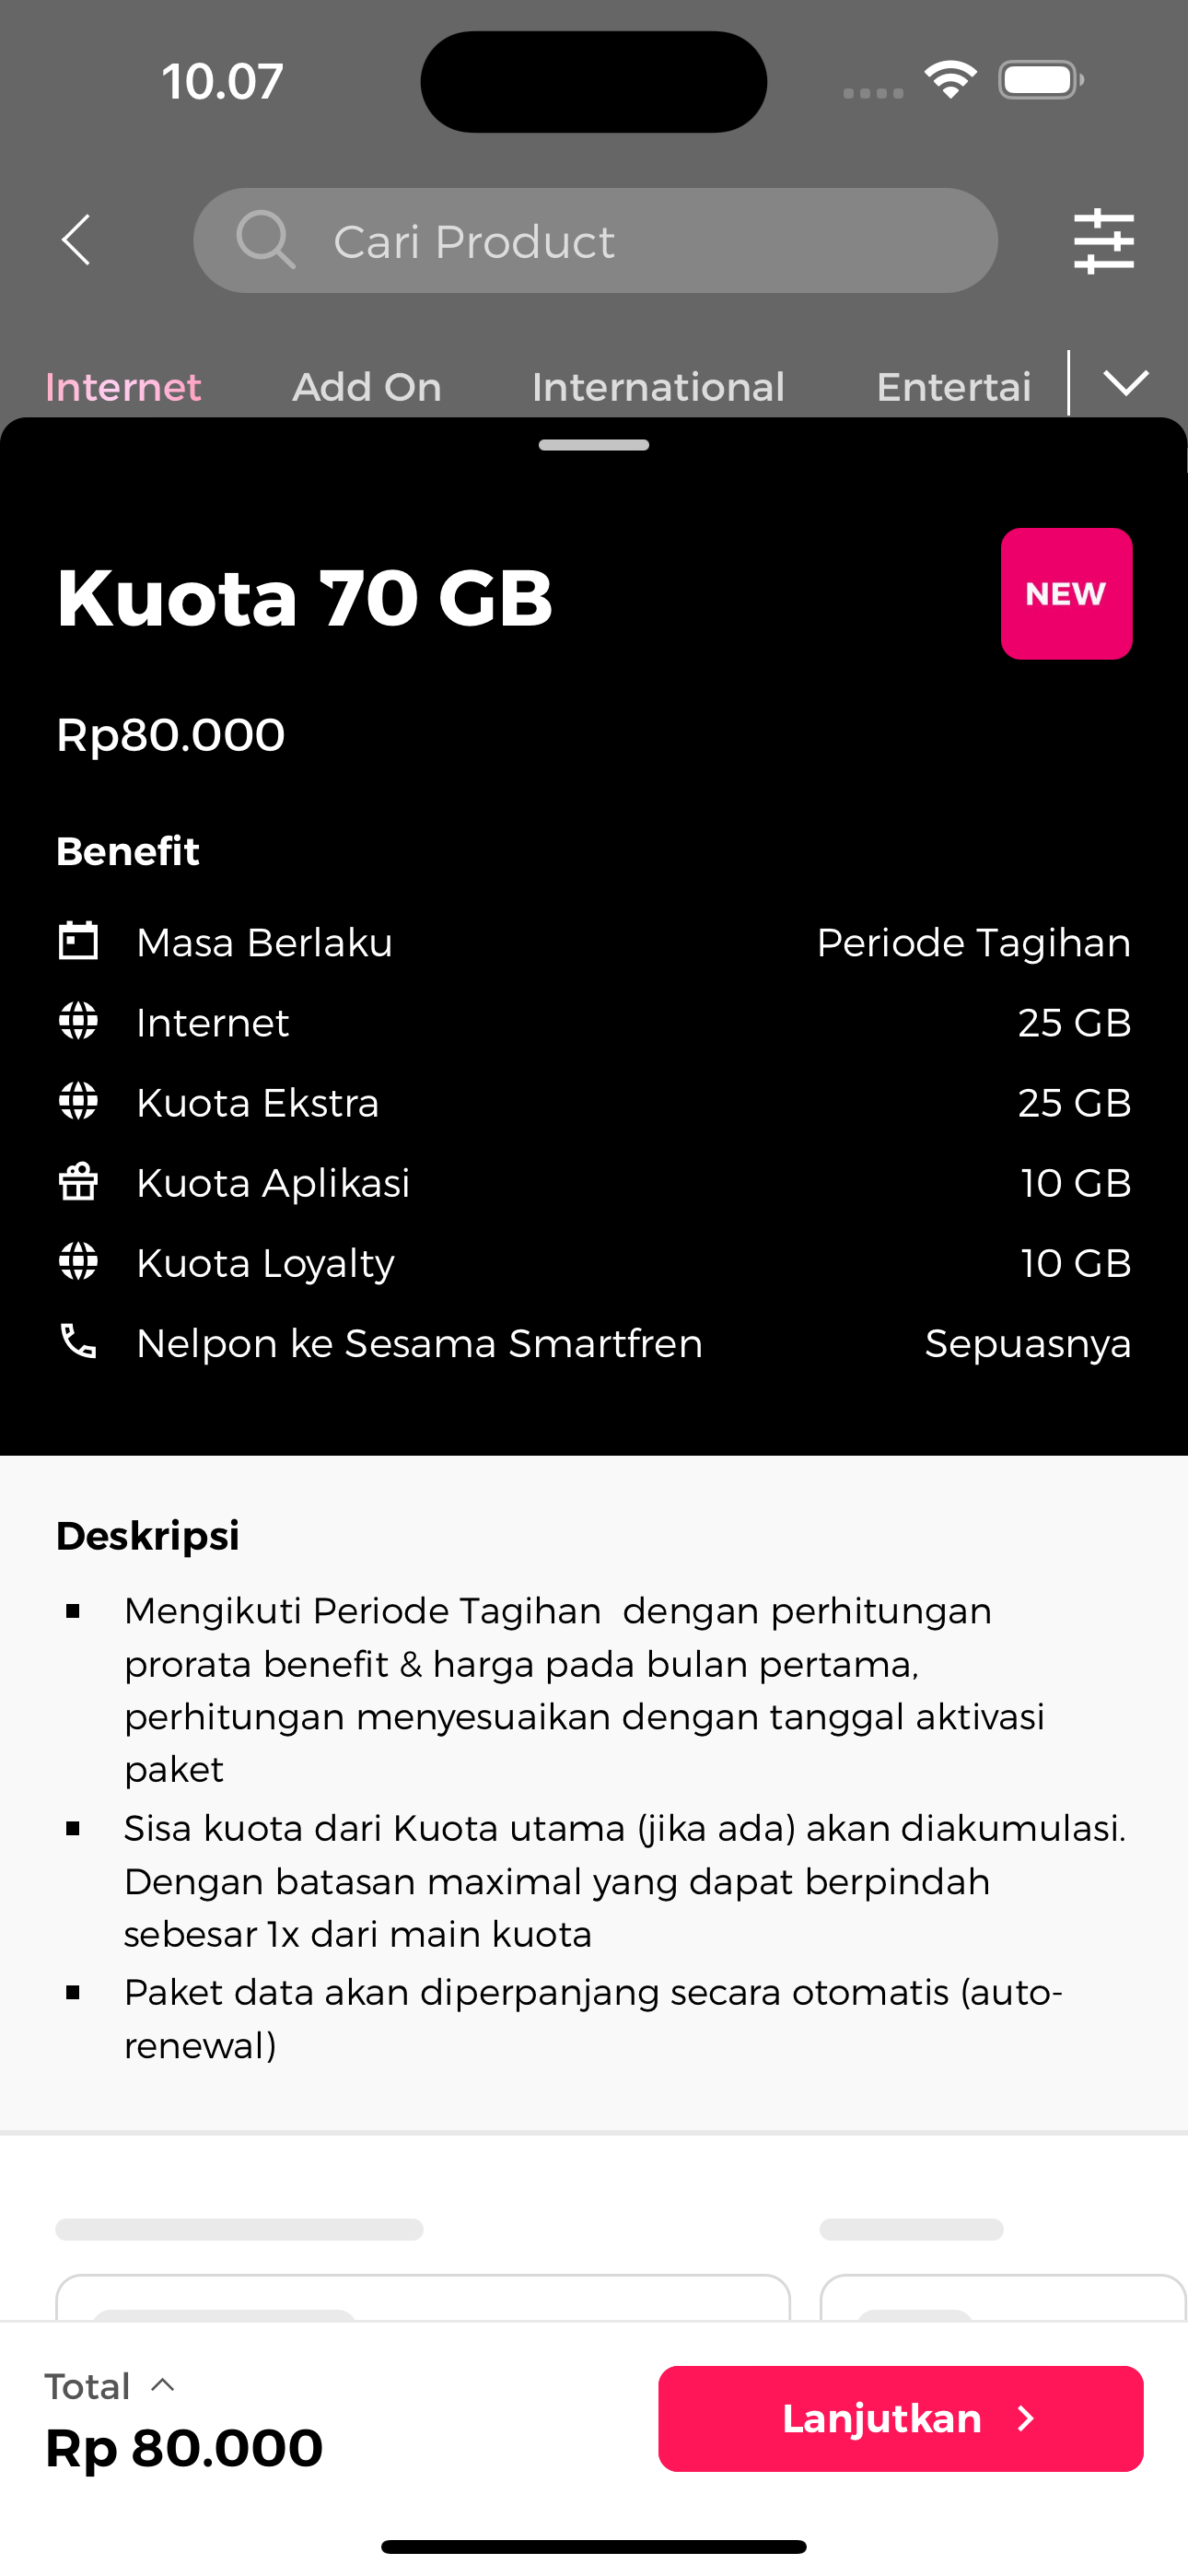 10.07
Cari Product
Internet Add On International Entertai
Kuota 70 GB
NEW
Rp80.000
Benefit
Masa Berlaku Periode Tagihan
Internet 25 GB
Kuota Ekstra 25 GB
Kuota Aplikasi 10 GB
Kuota Loyalty 10 GB
Nelpon ke Sesama Smartfren Sepuasnya
Deskripsi
▪ Mengikuti Periode Tagihan  dengan perhitungan
prorata benefit & harga pada bulan pertama,
perhitungan menyesuaikan dengan tanggal aktivasi
paket
▪ Sisa kuota dari Kuota utama (jika ada) akan diakumulasi.
Dengan batasan maximal yang dapat berpindah
sebesar 1x dari main kuota
▪ Paket data akan diperpanjang secara otomatis (auto-
renewal)
Total
Rp 80.000
Lanjutkan